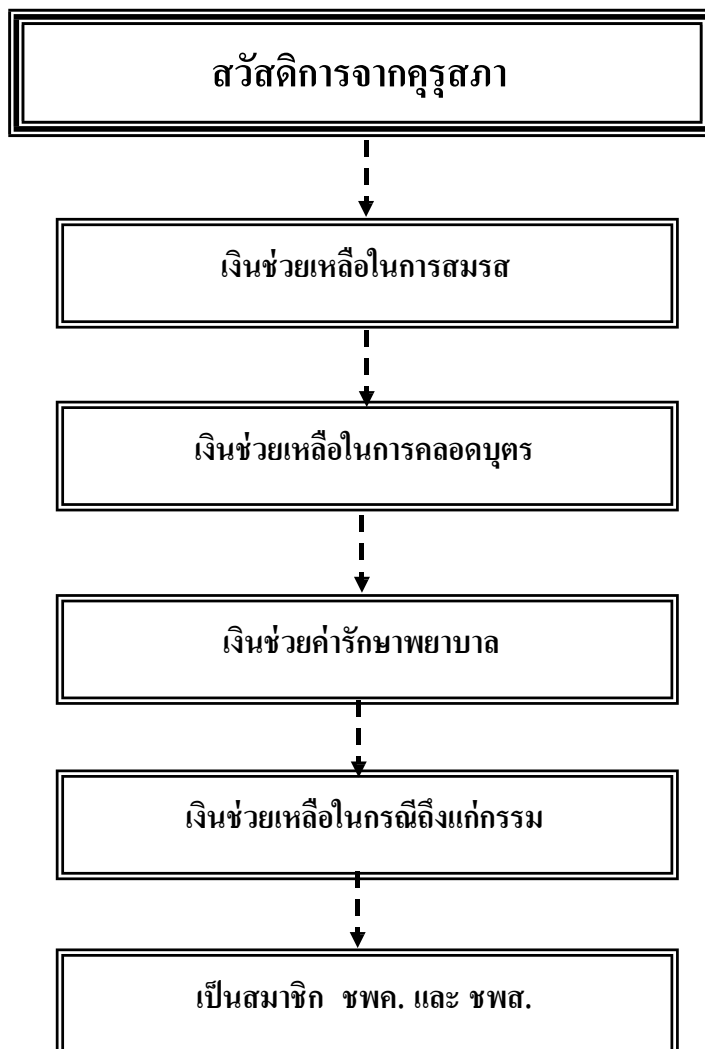 สวัสดิการจากคุรุสภา
เงินช่วยเหลือในการสมรส
เงินช่วยเหลือในการคลอดบุตร
เงินช่วยค่ารักษาพยาบาล
เงินช่วยเหลือในกรณีถึงแก่กรรม
เป็นสมาชิก ชพค. และ ชพส.